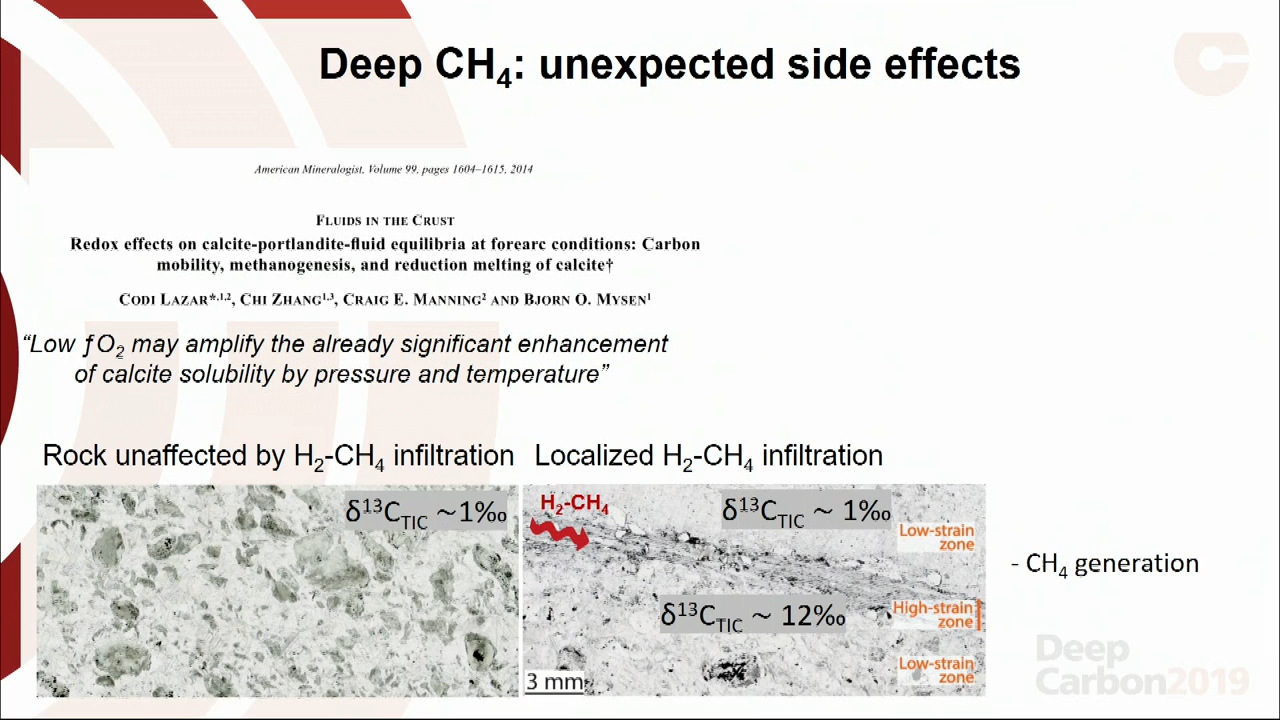 Deep CH₄: unexpected side effects
American Mineralogist, Volume 99, pages 1604–1615, 2014
FLUIDS IN THE CRUST
Redox effects on calcite-portlandite-fluid equilibria at forearc conditions: Carbon
mobility, methanogenesis, and reduction melting of calcite†
CODI LAZAR*,¹,², CHI ZHANG¹,³, CRAIG E. MANNING² AND BJORN O. MYSEN¹
“Low ƒO₂ may amplify the already significant enhancement
of calcite solubility by pressure and temperature”
Rock unaffected by H₂-CH₄ infiltration
δ¹³C_TIC ~1‰
Localized H₂-CH₄ infiltration
H₂-CH₄
δ¹³C_TIC ~ 1‰
Low-strain
zone
δ¹³C_TIC ~ 12‰
High-strain
zone
Low-strain
zone
3 mm
- CH₄ generation
Deep
Carbon2019